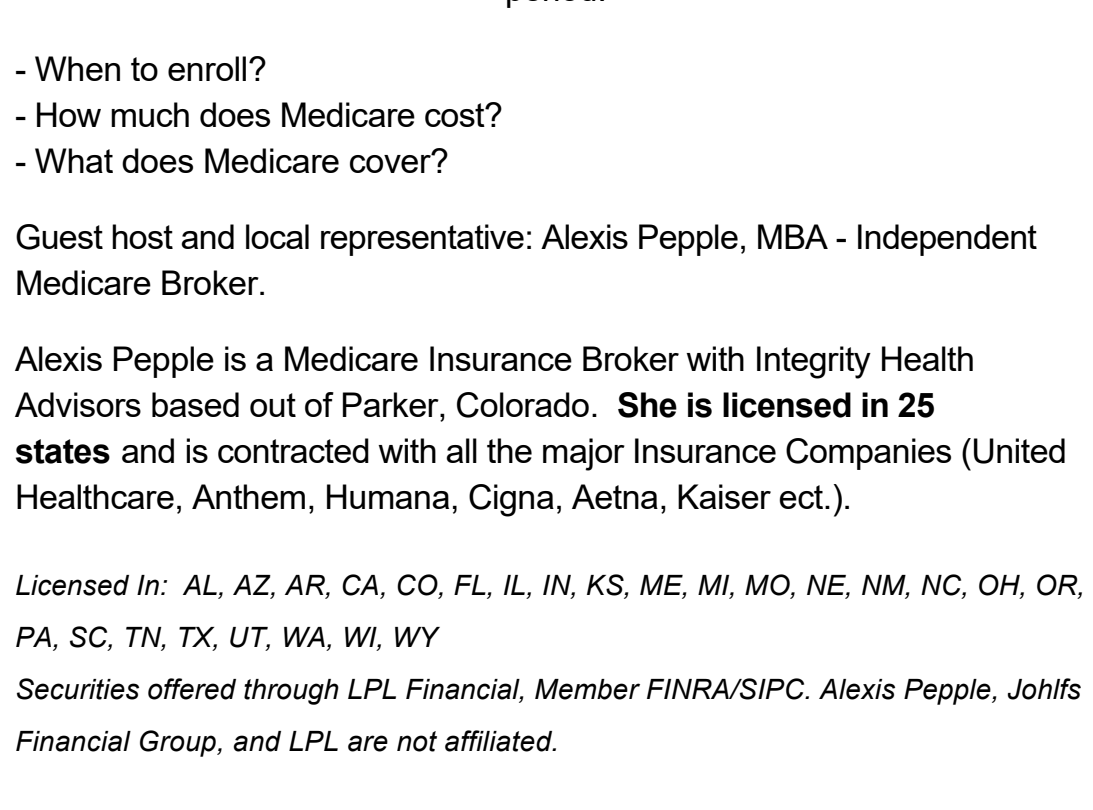 - When to enroll?
- How much does Medicare cost?
- What does Medicare cover?
Guest host and local representative: Alexis Pepple, MBA - Independent
Medicare Broker.
Alexis Pepple is a Medicare Insurance Broker with Integrity Health
Advisors based out of Parker, Colorado.  She is licensed in 25
states and is contracted with all the major Insurance Companies (United
Healthcare, Anthem, Humana, Cigna, Aetna, Kaiser ect.).
Licensed In:  AL, AZ, AR, CA, CO, FL, IL, IN, KS, ME, MI, MO, NE, NM, NC, OH, OR,
PA, SC, TN, TX, UT, WA, WI, WY
Securities offered through LPL Financial, Member FINRA/SIPC. Alexis Pepple, Johlfs
Financial Group, and LPL are not affiliated.